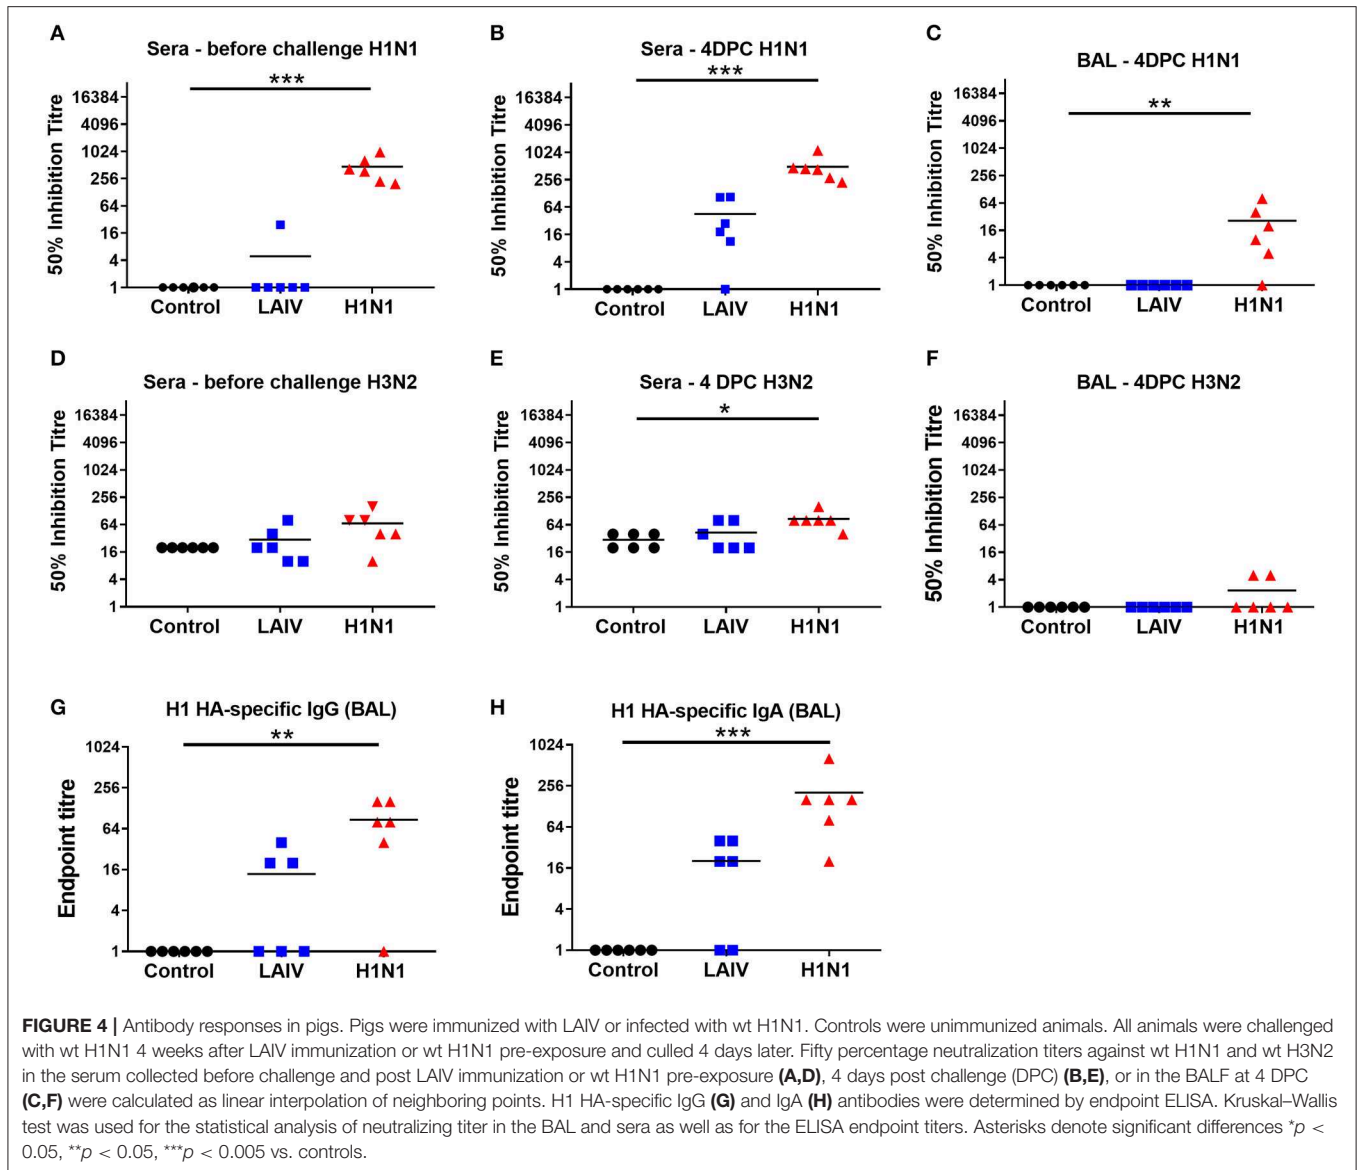 A
Sera - before challenge H1N1
***
50% Inhibition Titre
16384
4096
1024
256
64
16
4
1
Control LAIV H1N1
B
Sera - 4DPC H1N1
***
50% Inhibition Titre
16384
4096
1024
256
64
16
4
1
Control LAIV H1N1
C
BAL - 4DPC H1N1
**
50% Inhibition Titre
16384
4096
1024
256
64
16
4
1
Control LAIV H1N1
D
Sera - before challenge H3N2
50% Inhibition Titre
16384
4096
1024
256
64
16
4
1
Control LAIV H1N1
E
Sera - 4 DPC H3N2
*
50% Inhibition Titre
16384
4096
1024
256
64
16
4
1
Control LAIV H1N1
F
BAL - 4DPC H3N2
50% Inhibition Titre
16384
4096
1024
256
64
16
4
1
Control LAIV H1N1
G
H1 HA-specific IgG (BAL)
**
Endpoint titre
1024
256
64
16
4
1
Control LAIV H1N1
H
H1 HA-specific IgA (BAL)
***
Endpoint titre
1024
256
64
16
4
1
Control LAIV H1N1
FIGURE 4 | Antibody responses in pigs. Pigs were immunized with LAIV or infected with wt H1N1. Controls were unimmunized animals. All animals were challenged
with wt H1N1 4 weeks after LAIV immunization or wt H1N1 pre-exposure and culled 4 days later. Fifty percentage neutralization titers against wt H1N1 and wt H3N2
in the serum collected before challenge and post LAIV immunization or wt H1N1 pre-exposure (A,D), 4 days post challenge (DPC) (B,E), or in the BALF at 4 DPC
(C,F) were calculated as linear interpolation of neighboring points. H1 HA-specific IgG (G) and IgA (H) antibodies were determined by endpoint ELISA. Kruskal–Wallis
test was used for the statistical analysis of neutralizing titer in the BAL and sera as well as for the ELISA endpoint titers. Asterisks denote significant differences *p <
0.05, **p < 0.05, ***p < 0.005 vs. controls.